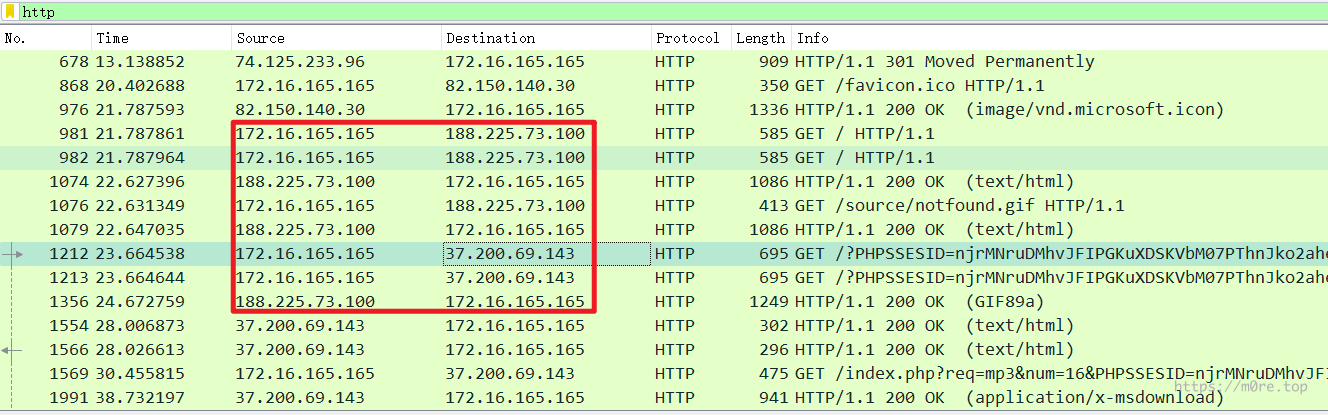 http
No. Time Source Destination Protocol Length Info
678 13.138852 74.125.233.96 172.16.165.165 HTTP 909 HTTP/1.1 301 Moved Permanently
868 20.402688 172.16.165.165 82.150.140.30 HTTP 350 GET /favicon.ico HTTP/1.1
976 21.787593 82.150.140.30 172.16.165.165 HTTP 1336 HTTP/1.1 200 OK (image/vnd.microsoft.icon)
981 21.787861 172.16.165.165 188.225.73.100 HTTP 585 GET / HTTP/1.1
982 21.787964 172.16.165.165 188.225.73.100 HTTP 585 GET / HTTP/1.1
1074 22.627396 188.225.73.100 172.16.165.165 HTTP 1086 HTTP/1.1 200 OK (text/html)
1076 22.631349 172.16.165.165 188.225.73.100 HTTP 413 GET /source/notfound.gif HTTP/1.1
1079 22.647035 188.225.73.100 172.16.165.165 HTTP 1086 HTTP/1.1 200 OK (text/html)
1212 23.664538 172.16.165.165 37.200.69.143 HTTP 695 GET /?PHPSSESID=njrMNruDMhvJFIPGKuXDSKVbM07PThnJko2ahe
1213 23.664644 172.16.165.165 37.200.69.143 HTTP 695 GET /?PHPSSESID=njrMNruDMhvJFIPGKuXDSKVbM07PThnJko2ahe
1356 24.672759 188.225.73.100 172.16.165.165 HTTP 1249 HTTP/1.1 200 OK (GIF89a)
1554 28.006873 37.200.69.143 172.16.165.165 HTTP 302 HTTP/1.1 200 OK (text/html)
1566 28.026613 37.200.69.143 172.16.165.165 HTTP 296 HTTP/1.1 200 OK (text/html)
1569 30.455815 172.16.165.165 37.200.69.143 HTTP 475 GET /index.php?req=mp3&num=16&PHPSSESID=njrMNruDMhvJFI
1991 38.732197 37.200.69.143 172.16.165.165 HTTP 941 HTTP/1.1 200 OK (application/x-msdownload)
https://m0re.top